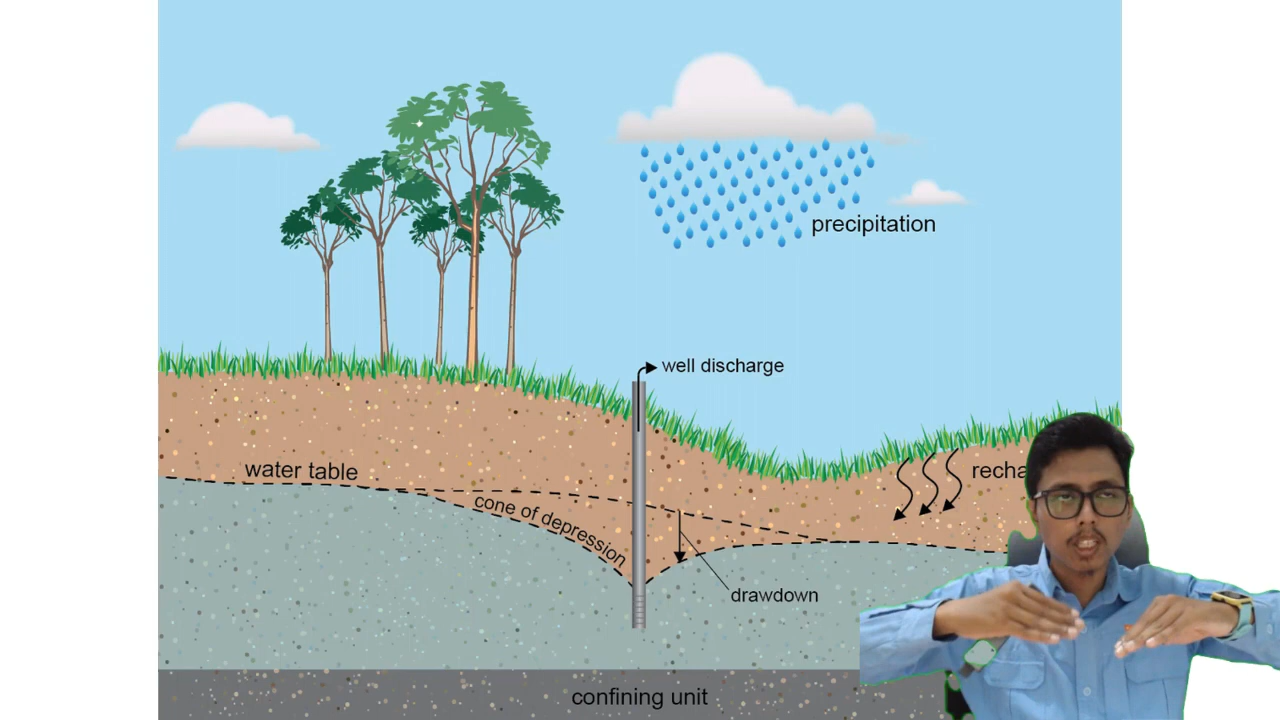 precipitation
well discharge
water table
cone of depression
drawdown
confining unit